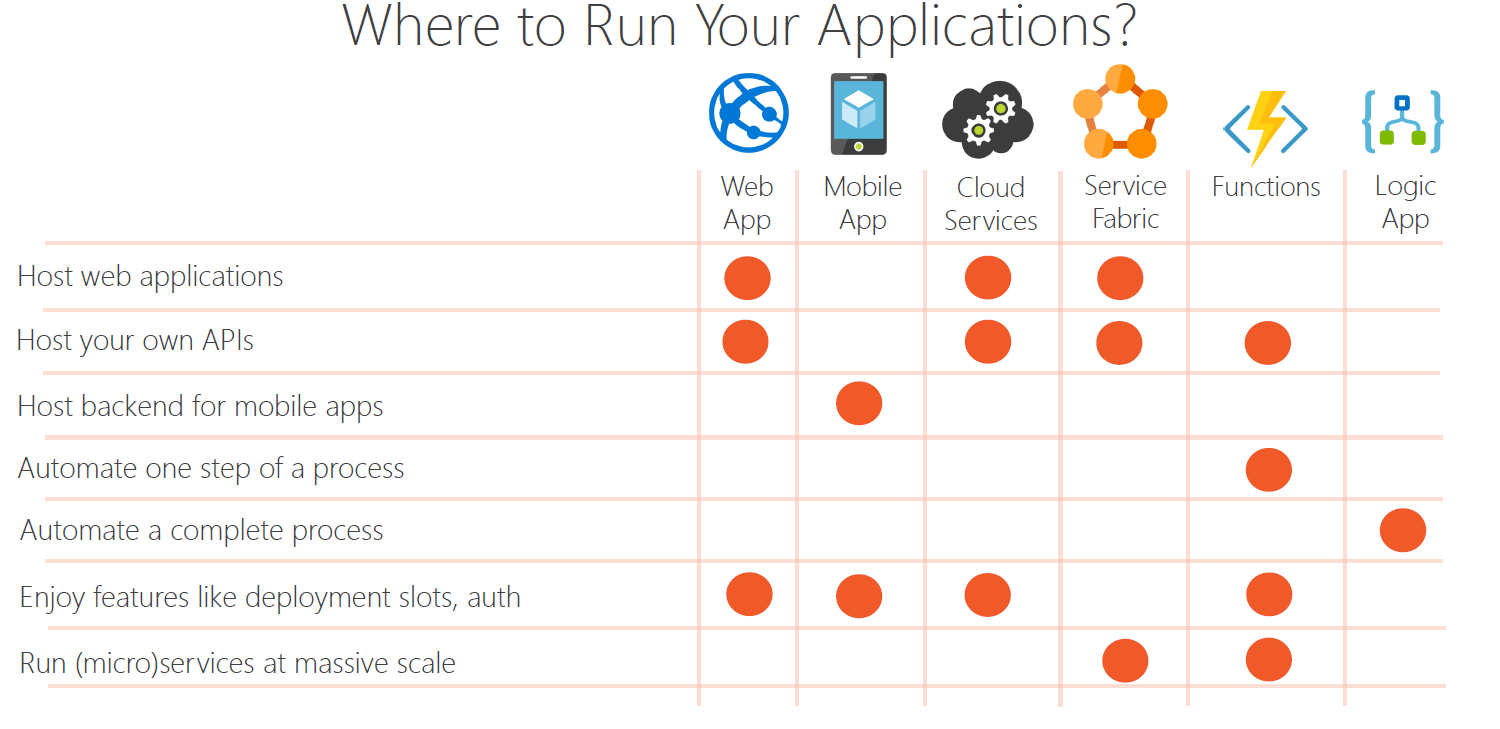 Where to Run Your Applications?
Web
App
Mobile
App
Cloud
Services
Service
Fabric
Functions
Logic
App
Host web applications
Host your own APIs
Host backend for mobile apps
Automate one step of a process
Automate a complete process
Enjoy features like deployment slots, auth
Run (micro)services at massive scale